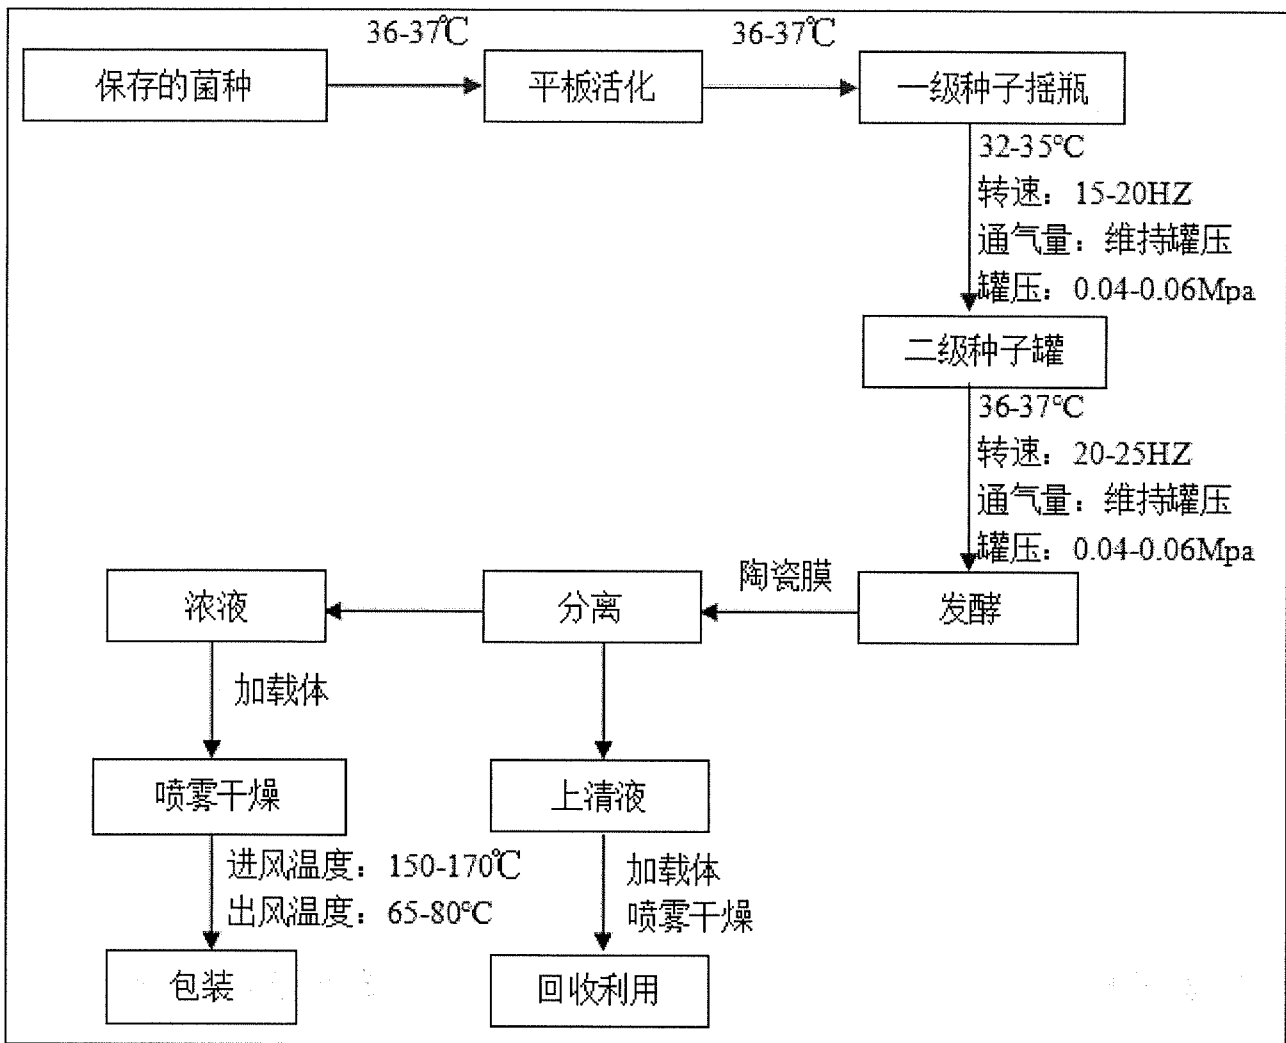 36-37℃
36-37℃
保存的菌种
平板活化
一级种子摇瓶
32-35℃
转速：15-20HZ
通气量：维持罐压
罐压：0.04-0.06Mpa
二级种子罐
36-37℃
转速：20-25HZ
通气量：维持罐压
罐压：0.04-0.06Mpa
发酵
陶瓷膜
分离
浓液
加载体
喷雾干燥
进风温度：150-170℃
出风温度：65-80℃
包装
上清液
加载体
喷雾干燥
回收利用